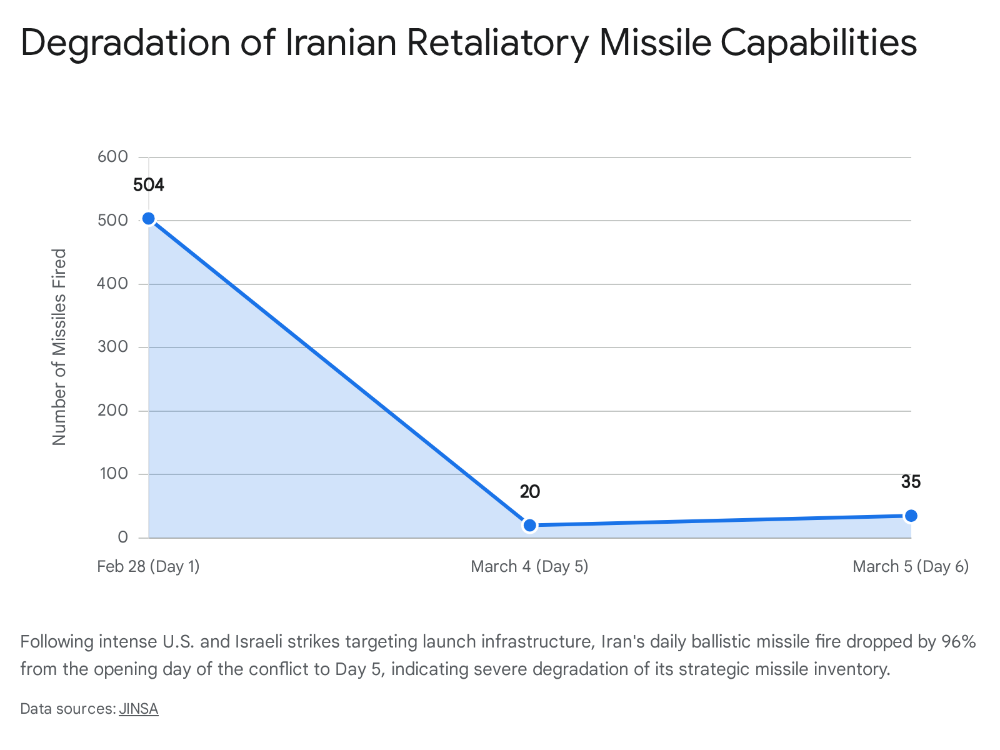 Degradation of Iranian Retaliatory Missile Capabilities
600
504
500
400
300
200
100
0
Number of Missiles Fired
20
35
Feb 28 (Day 1)
March 4 (Day 5)
March 5 (Day 6)
Following intense U.S. and Israeli strikes targeting launch infrastructure, Iran's daily ballistic missile fire dropped by 96%
from the opening day of the conflict to Day 5, indicating severe degradation of its strategic missile inventory.
Data sources: JINSA